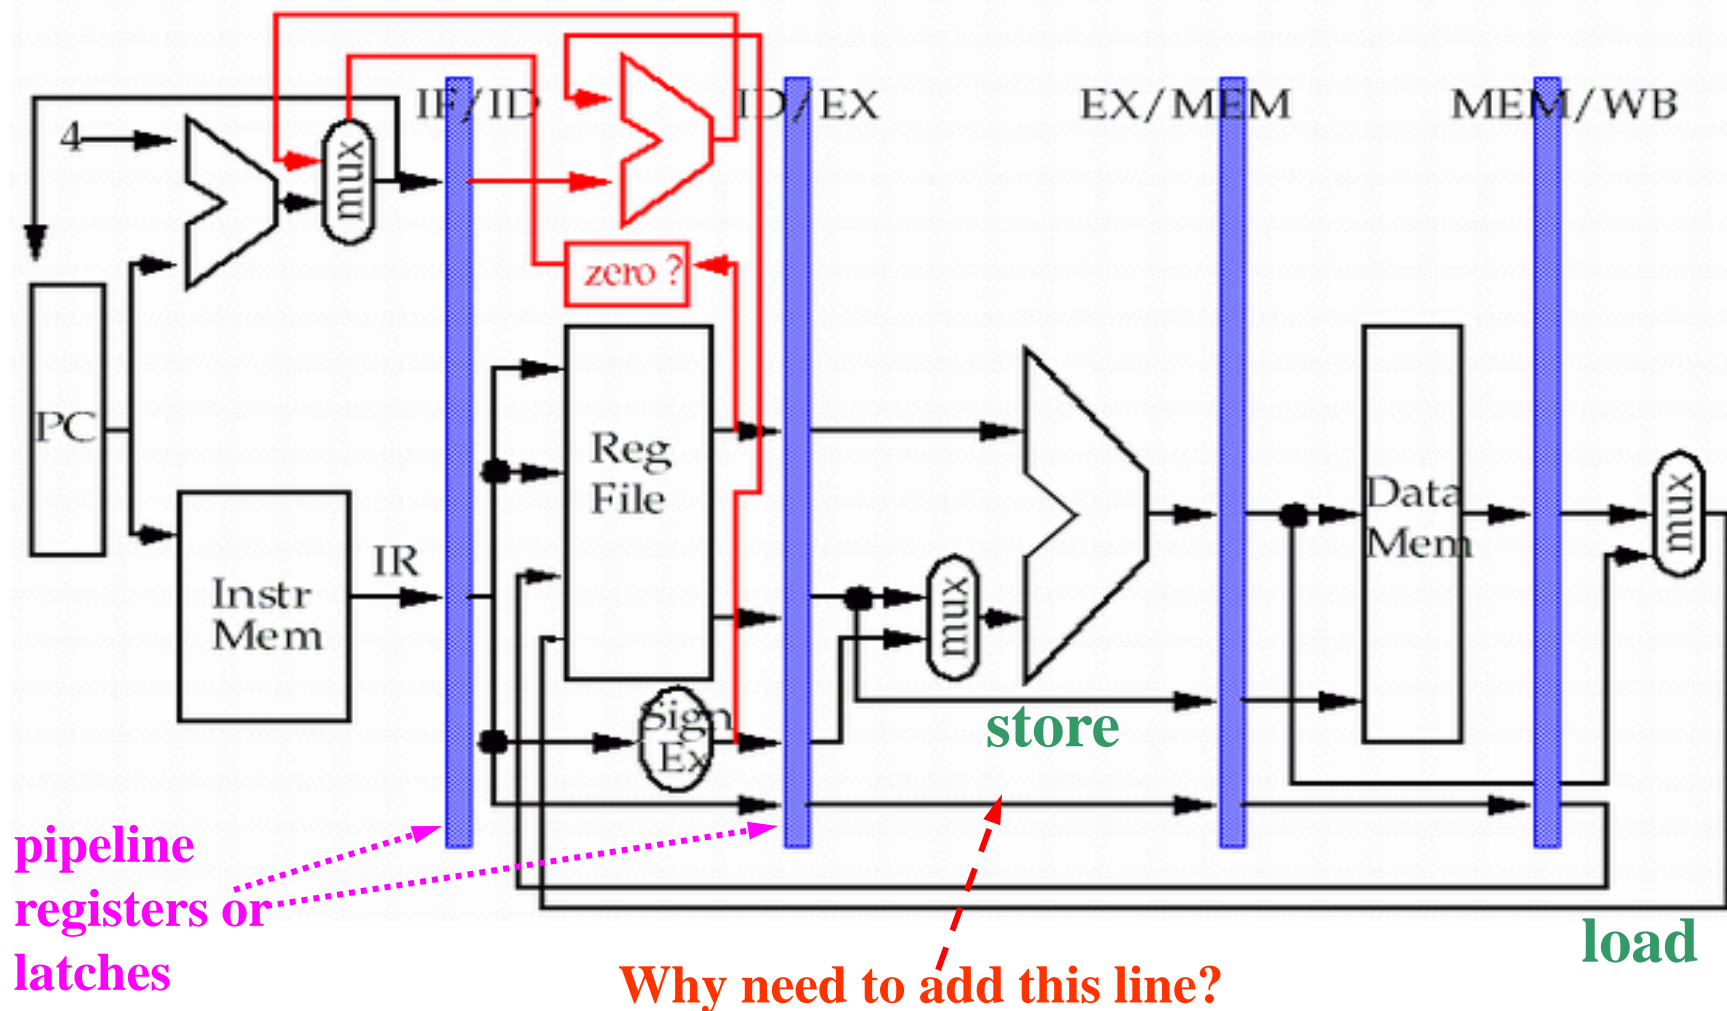 IF/ID
ID/EX
EX/MEM
MEM/WB
4
mux
zero ?
PC
Instr
Mem
IR
Reg
File
Sign
Ex
mux
Data
Mem
mux
store
load
pipeline
registers or
latches
Why need to add this line?